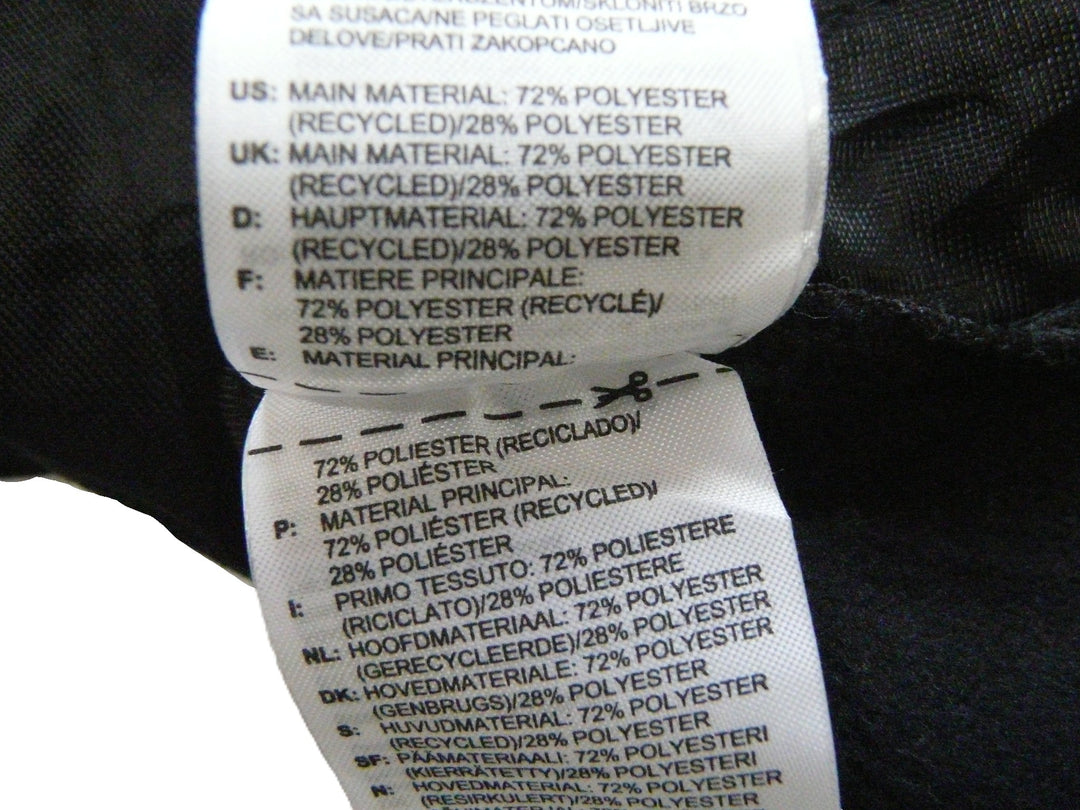 SA SUSACA/NE PEGLATI OSETLJIVE
DELOVE/PRATI ZAKOPCANO
US: MAIN MATERIAL: 72% POLYESTER
(RECYCLED)/28% POLYESTER
UK: MAIN MATERIAL: 72% POLYESTER
(RECYCLED)/28% POLYESTER
D: HAUPTMATERIAL: 72% POLYESTER
(RECYCLED)/28% POLYESTER
F: MATIERE PRINCIPALE:
72% POLYESTER (RECYCLÉ)/
28% POLYESTER
E: MATERIAL PRINCIPAL:
72% POLIESTER (RECICLADO)/
28% POLIÉSTER
P: MATERIAL PRINCIPAL:
72% POLIÉSTER (RECYCLED)/
28% POLIÉSTER
I: PRIMO TESSUTO: 72% POLIESTERE
(RICICLATO)/28% POLIESTERE
NL: HOOFDMATERIAAL: 72% POLYESTER
(GERECYCLEERDE)/28% POLYESTER
DK: HOVEDMATERIALE: 72% POLYESTER
(GENBRUGS)/28% POLYESTER
S: HUVUDMATERIAL: 72% POLYESTER
(RECYCLED)/28% POLYESTER
SF: PÄÄMATERIAALI: 72% POLYESTERI
(KIERRÄTETTY)/28% POLYESTERI
N: HOVEDMATERIAL: 72% POLYESTER
(RESIRKULERT)/28% POLYESTER